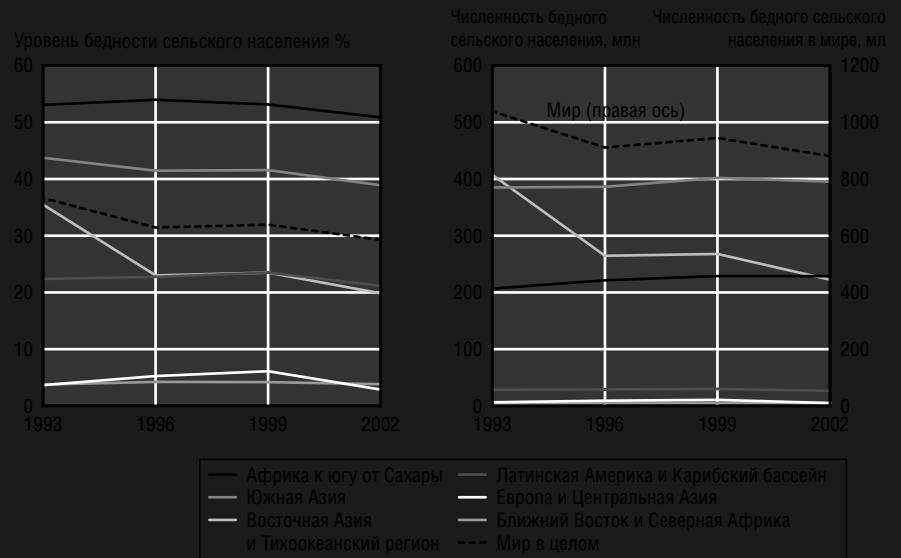 Уровень бедности сельского населения %
60
50
40
30
20
10
0
1993 1996 1999 2002
Численность бедного
сельского населения, млн
Численность бедного сельского
населения в мире, мл
600
500
400
300
200
100
0
Мир (правая ось)
1200
1000
800
600
400
200
0
1993 1996 1999 2002
Африка к югу от Сахары
Южная Азия
Восточная Азия
и Тихоокеанский регион
Латинская Америка и Карибский бассейн
Европа и Центральная Азия
Ближний Восток и Северная Африка
Мир в целом